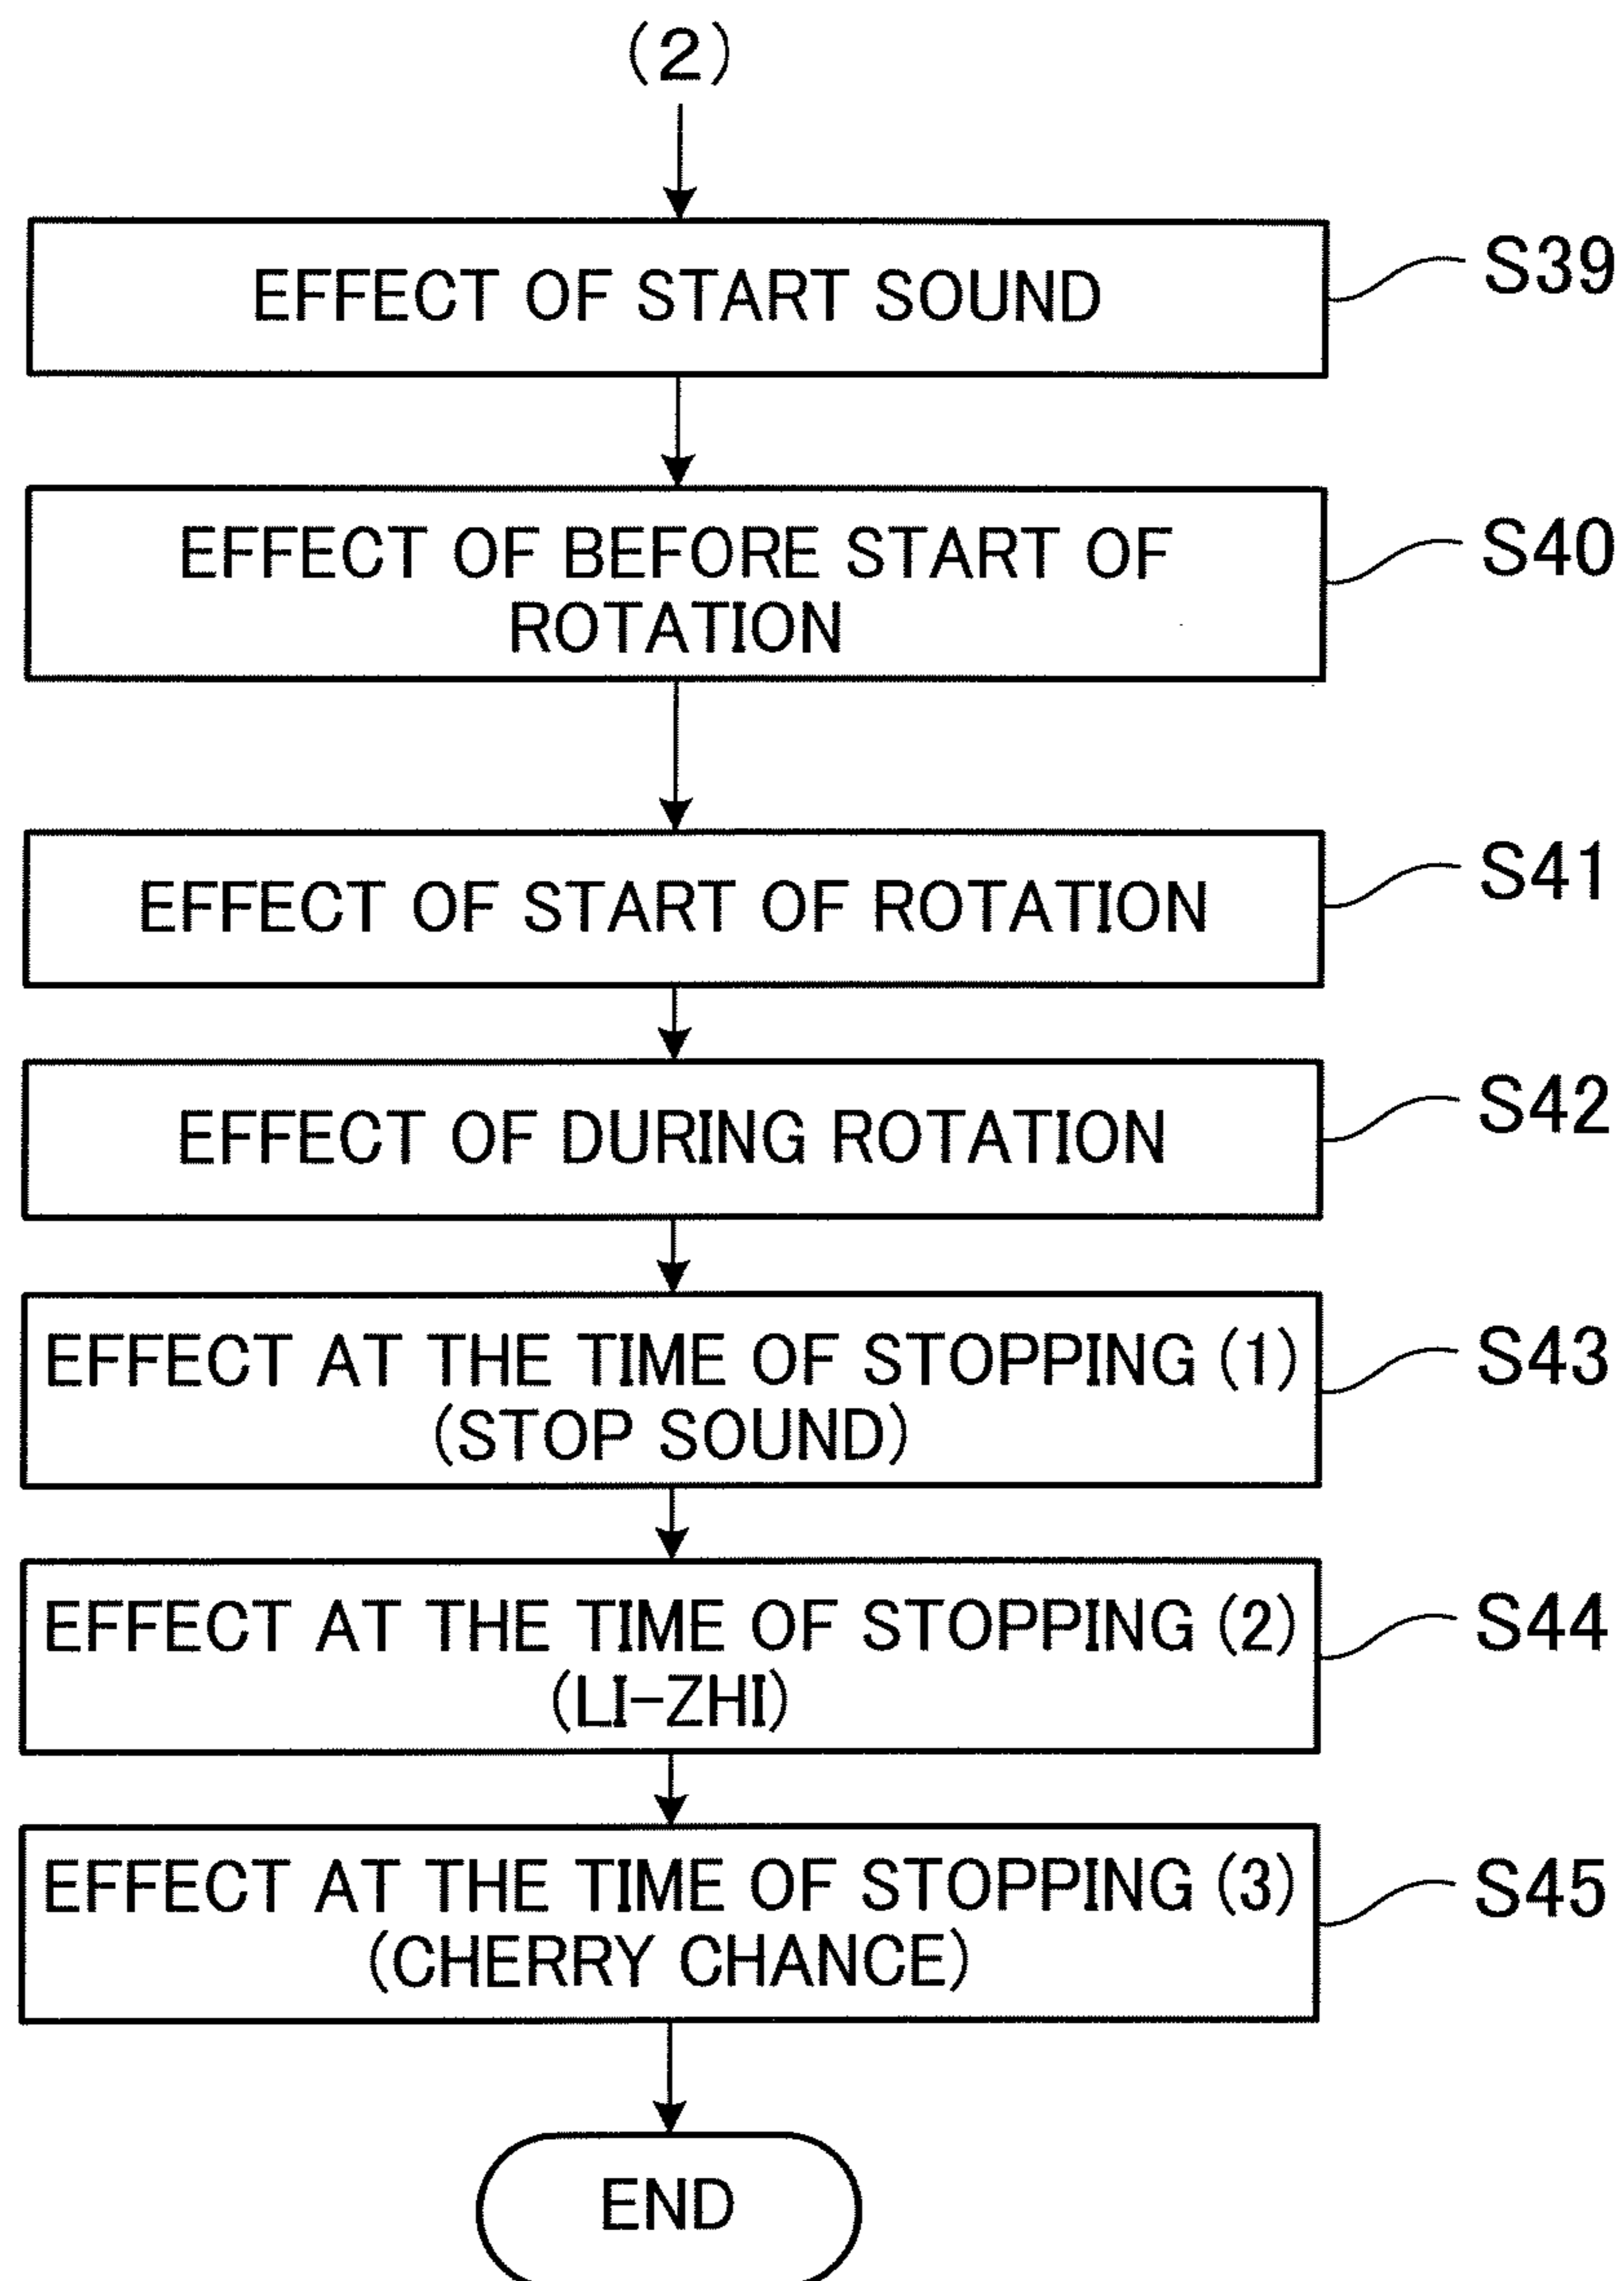 (2)
EFFECT OF START SOUND
S39
EFFECT OF BEFORE START OF
ROTATION
S40
EFFECT OF START OF ROTATION
S41
EFFECT OF DURING ROTATION
S42
EFFECT AT THE TIME OF STOPPING (1)
(STOP SOUND)
S43
EFFECT AT THE TIME OF STOPPING (2)
(LI-ZHI)
S44
EFFECT AT THE TIME OF STOPPING (3)
(CHERRY CHANCE)
S45
END